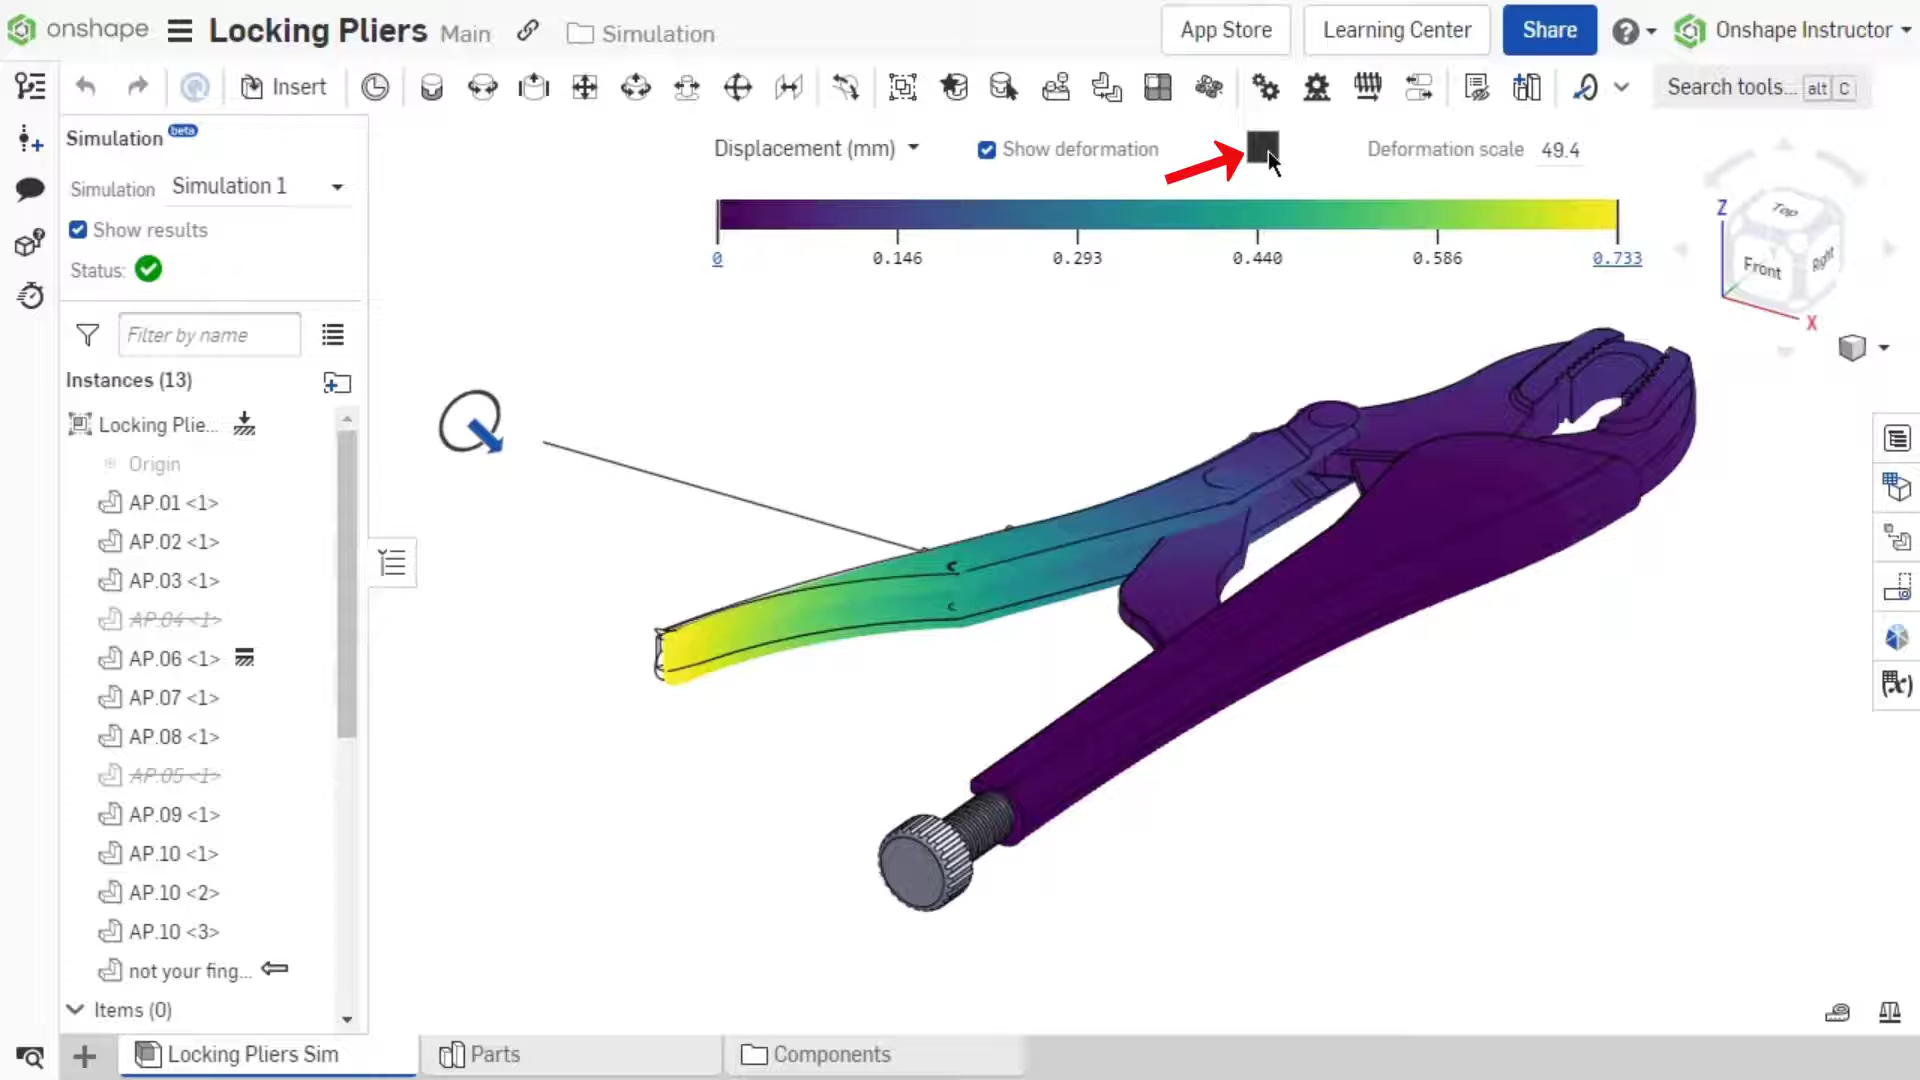 onshape
Locking Pliers Main
Simulation
App Store
Learning Center
Share
Onshape Instructor
Insert
Search tools... alt C
Simulation beta
Simulation Simulation 1
Show results
Status:
Filter by name
Instances (13)
Locking Plie...
Origin
AP.01 <1>
AP.02 <1>
AP.03 <1>
AP.04 <1>
AP.06 <1>
AP.07 <1>
AP.08 <1>
AP.05 <1>
AP.09 <1>
AP.10 <1>
AP.10 <2>
AP.10 <3>
not your fing...
Items (0)
Displacement (mm)
Show deformation
Deformation scale 49.4
0 0.146 0.293 0.440 0.586 0.733
Z
Top
Front
Right
X
(x)
Locking Pliers Sim
Parts
Components